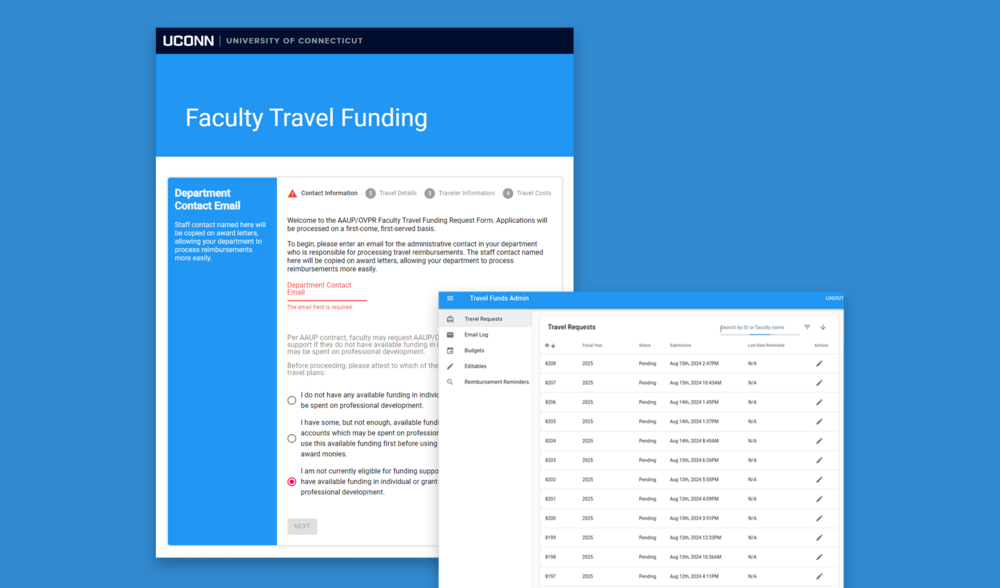 UCONN | UNIVERSITY OF CONNECTICUT
Faculty Travel Funding
Department
Contact Email
Staff contact named here will
be copied on award letters,
allowing your department to
process reimbursements
more easily.
Contact Information 2 Travel Details 3 Traveler Information 4 Travel Costs
Welcome to the AAUP/OVPR Faculty Travel Funding Request Form. Applications will
be processed on a first-come, first-served basis.
To begin, please enter an email for the administrative contact in your department
who is responsible for processing travel reimbursements. The staff contact named
here will be copied on award letters, allowing your department to process
reimbursements more easily.
Department Contact
Email
The email field is required.
Per AAUP contract, faculty may request AAUP/O
support if they do not have available funding in i
may be spent on professional development.
Before proceeding, please attest to which of the
travel plans:
I do not have any available funding in individ
be spent on professional development.
I have some, but not enough, available fundi
accounts which may be spent on profession
use this available funding first before using
award monies.
I am not currently eligible for funding suppo
have available funding in individual or grant
professional development.
NEXT
Travel Funds Admin LOGOUT
Travel Requests
Email Log
Budgets
Editables
Reimbursement Reminders
Travel Requests Search by ID or faculty name
ID Fiscal Year Status Submission Last Date Reminded Actions
8208 2025 Pending Aug 15th, 2024 2:47PM N/A
8207 2025 Pending Aug 15th, 2024 10:43AM N/A
8206 2025 Pending Aug 14th, 2024 1:45PM N/A
8205 2025 Pending Aug 14th, 2024 1:37PM N/A
8204 2025 Pending Aug 14th, 2024 8:49AM N/A
8203 2025 Pending Aug 13th, 2024 6:26PM N/A
8202 2025 Pending Aug 13th, 2024 5:55PM N/A
8201 2025 Pending Aug 13th, 2024 4:09PM N/A
8200 2025 Pending Aug 13th, 2024 3:51PM N/A
8199 2025 Pending Aug 13th, 2024 12:33PM N/A
8198 2025 Pending Aug 13th, 2024 10:36AM N/A
8197 2025 Pending Aug 12th, 2024 4:11PM N/A